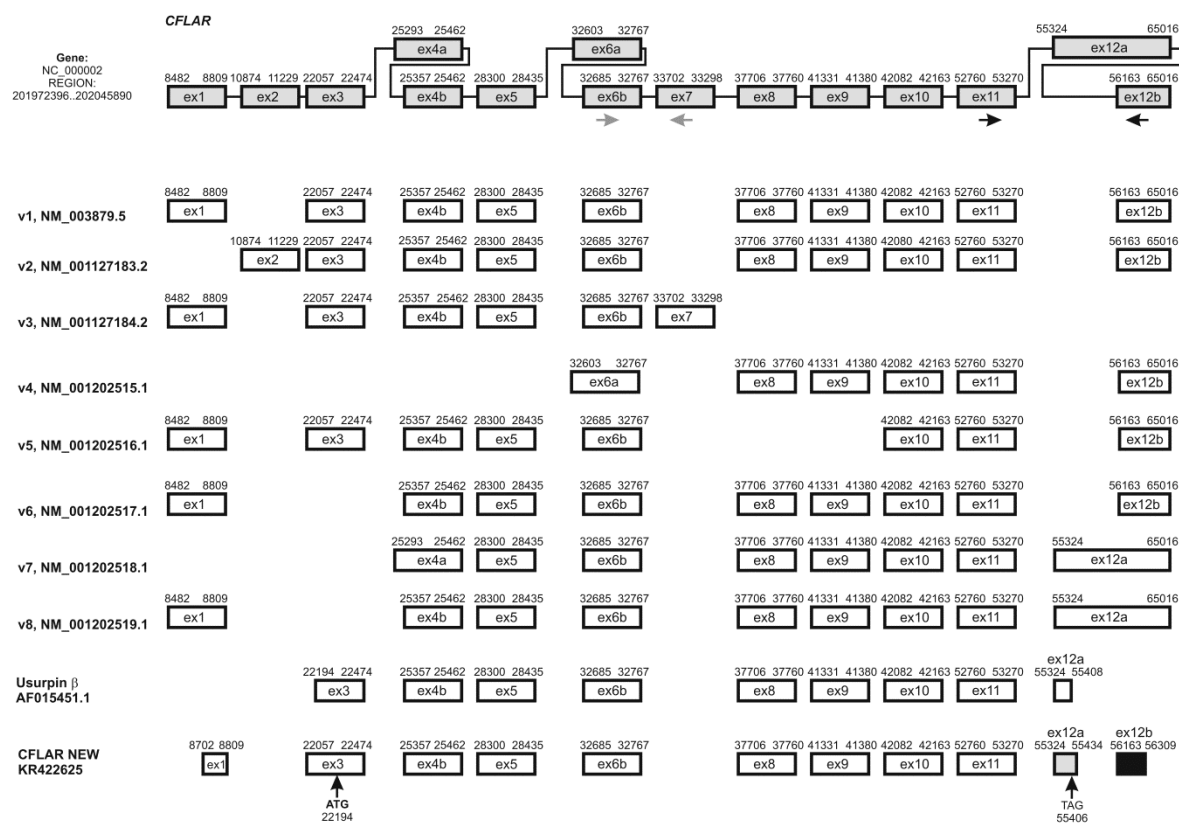 CFLAR
25293 25462 32603 32767 55324 65016
ex4a ex6a ex12a
Gene:
NC_000002
REGION:
201972396..202045890
8482 8809 10874 11229 22057 22474 25357 25462 28300 28435 32685 32767 33702 33298 37706 37760 41331 41380 42082 42163 52760 53270 56163 65016
ex1 ex2 ex3 ex4b ex5 ex6b ex7 ex8 ex9 ex10 ex11 ex12b
8482 8809 22057 22474 25357 25462 28300 28435 32685 32767 37706 37760 41331 41380 42082 42163 52760 53270 56163 65016
v1, NM_003879.5 ex1 ex3 ex4b ex5 ex6b ex8 ex9 ex10 ex11 ex12b
10874 11229 22057 22474 25357 25462 28300 28435 32685 32767 37706 37760 41331 41380 42080 42163 52760 53270 56163 65016
v2, NM_001127183.2 ex2 ex3 ex4b ex5 ex6b ex8 ex9 ex10 ex11 ex12b
8482 8809 22057 22474 25357 25462 28300 28435 32685 32767 33702 33298
v3, NM_001127184.2 ex1 ex3 ex4b ex5 ex6b ex7
32603 32767 37706 37760 41331 41380 42082 42163 52760 53270 56163 65016
v4, NM_001202515.1 ex6a ex8 ex9 ex10 ex11 ex12b
8482 8809 22057 22474 25357 25462 28300 28435 32685 32767 42082 42163 52760 53270 56163 65016
v5, NM_001202516.1 ex1 ex3 ex4b ex5 ex6b ex10 ex11 ex12b
8482 8809 25357 25462 28300 28435 32685 32767 37706 37760 41331 41380 42082 42163 52760 53270 56163 65016
v6, NM_001202517.1 ex1 ex4b ex5 ex6b ex8 ex9 ex10 ex11 ex12b
25293 25462 28300 28435 32685 32767 37706 37760 41331 41380 42082 42163 52760 53270 55324 65016
v7, NM_001202518.1 ex4a ex5 ex6b ex8 ex9 ex10 ex11 ex12a
8482 8809 25357 25462 28300 28435 32685 32767 37706 37760 41331 41380 42082 42163 52760 53270 55324 65016
v8, NM_001202519.1 ex1 ex4b ex5 ex6b ex8 ex9 ex10 ex11 ex12a
ex12a
22194 22474 25357 25462 28300 28435 32685 32767 37706 37760 41331 41380 42082 42163 52760 53270 55324 55408
Usurpin β ex3 ex4b ex5 ex6b ex8 ex9 ex10 ex11
AF015451.1
ex12a ex12b
8702 8809 22057 22474 25357 25462 28300 28435 32685 32767 37706 37760 41331 41380 42082 42163 52760 53270 55324 55434 56163 56309
CFLAR NEW ex1 ex3 ex4b ex5 ex6b ex8 ex9 ex10 ex11
KR422625
ATG TAG
22194 55406